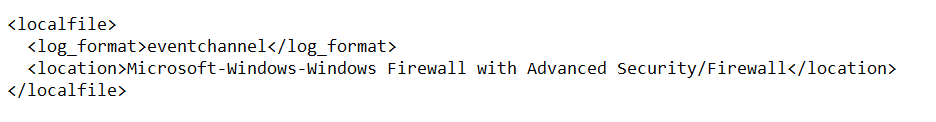 <localfile>
  <log_format>eventchannel</log_format>
  <location>Microsoft-Windows-Windows Firewall with Advanced Security/Firewall</location>
</localfile>